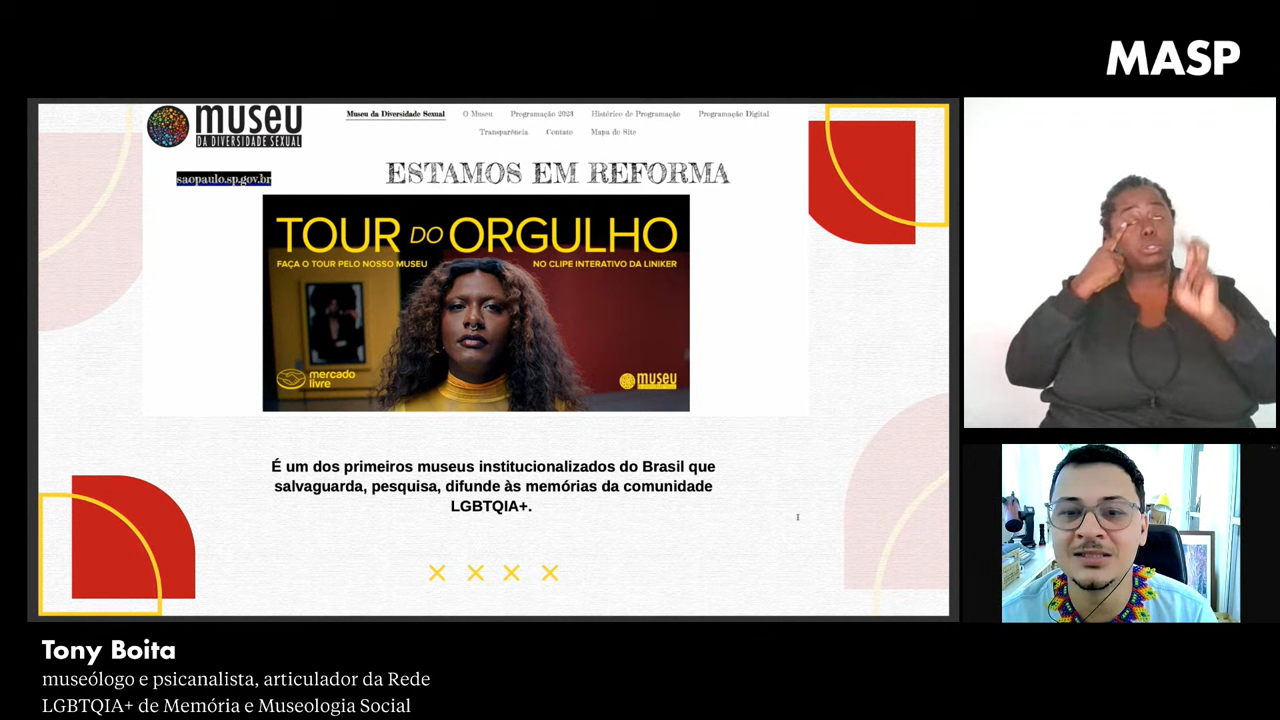 MASP
museu
DA DIVERSIDADE SEXUAL
Museu da Diversidade Sexual O Museu Programação 2023 Histórico de Programação Programação Digital
Transparência Contato Mapa do Site
saopaulo.sp.gov.br
ESTAMOS EM REFORMA
TOUR DO ORGULHO
FAÇA O TOUR PELO NOSSO MUSEU NO CLIPE INTERATIVO DA LINIKER
mercado
livre
museu
É um dos primeiros museus institucionalizados do Brasil que
salvaguarda, pesquisa, difunde às memórias da comunidade
LGBTQIA+.
Tony Boita
museólogo e psicanalista, articulador da Rede
LGBTQIA+ de Memória e Museologia Social